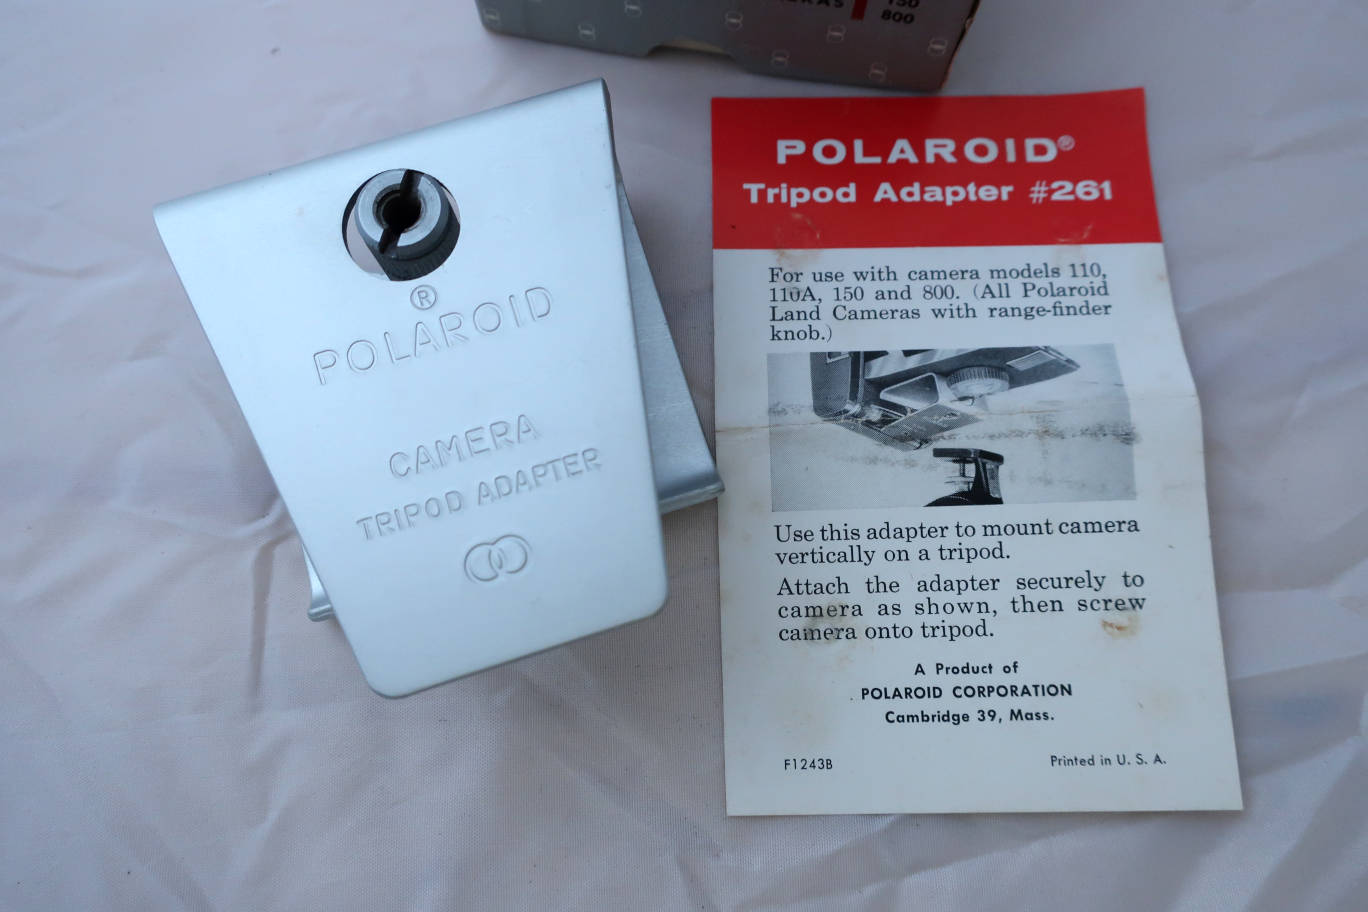 150
800
®
POLAROID
CAMERA
TRIPOD ADAPTER
POLAROID®
Tripod Adapter #261
For use with camera models 110,
110A, 150 and 800. (All Polaroid
Land Cameras with range-finder
knob.)
Use this adapter to mount camera
vertically on a tripod.
Attach the adapter securely to
camera as shown, then screw
camera onto tripod.
A Product of
POLAROID CORPORATION
Cambridge 39, Mass.
F1243B
Printed in U. S. A.